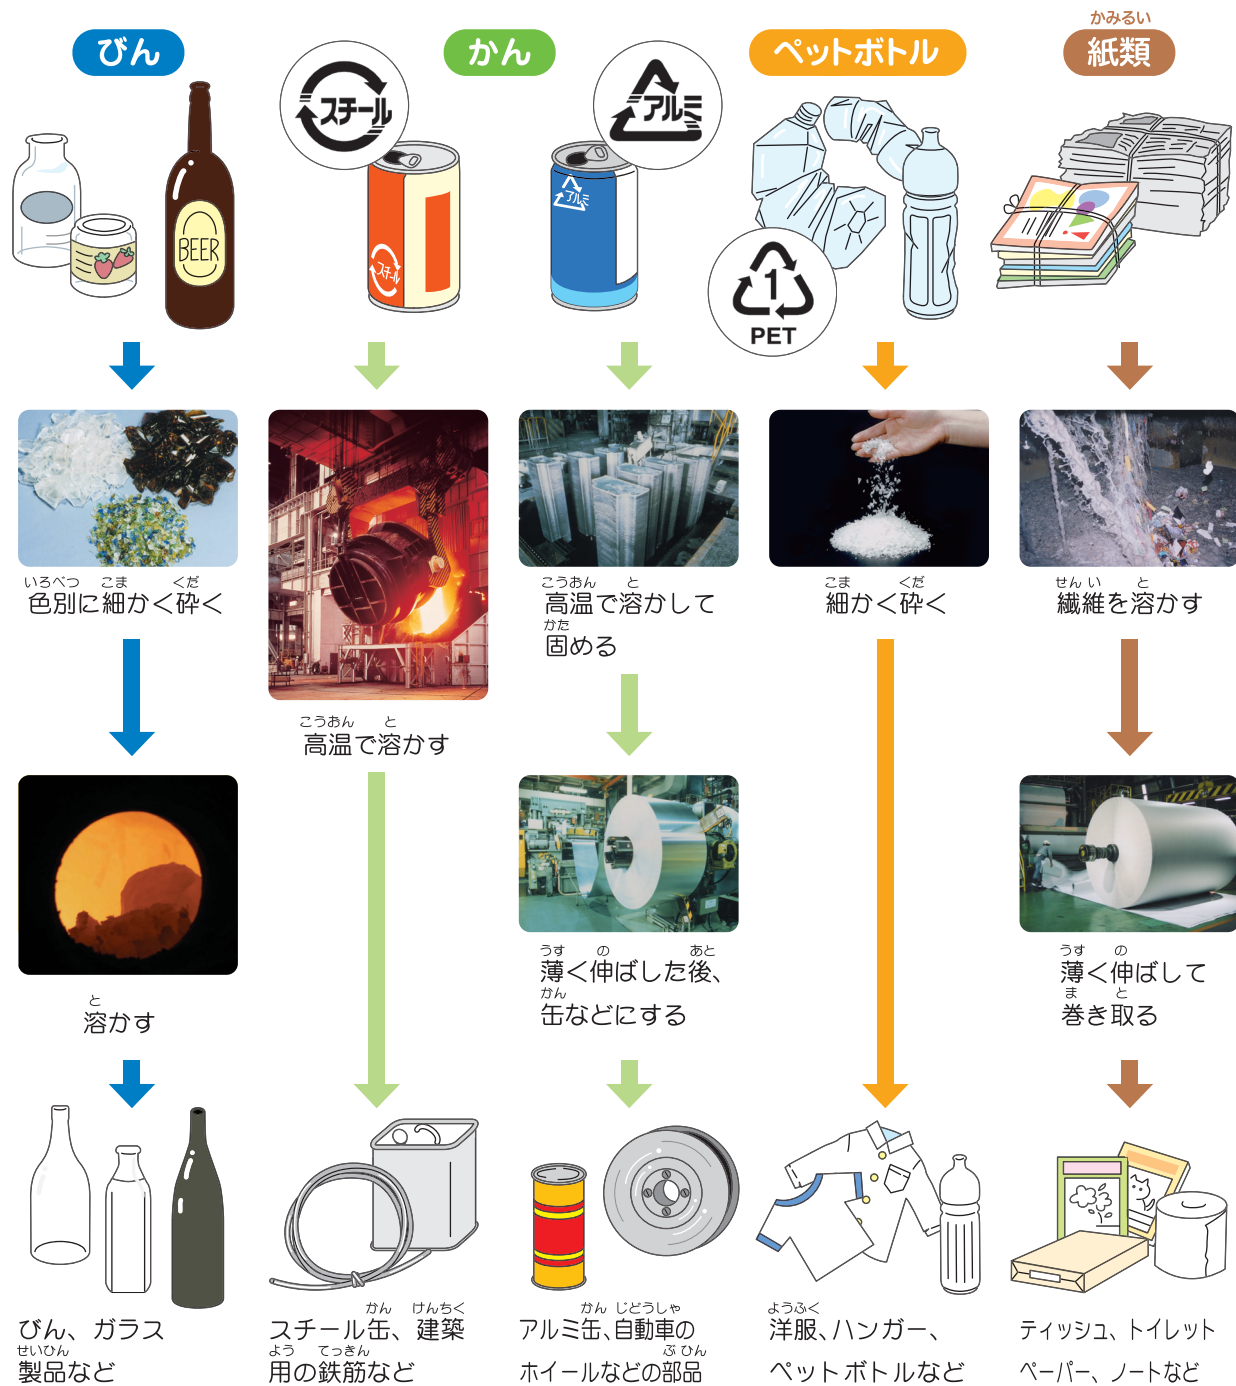 びん
かん
ペットボトル
かみるい
紙類
スチール
アルミ
BEER
スチール
アルミ
1
PET
いろべつ こま くだ
色別に細かく砕く
と
溶かす
びん、ガラス
せいひん
製品など
こうおん と
高温で溶かす
かん けんちく
スチール缶、建築
よう てっきん
用の鉄筋など
こうおん と
高温で溶かして
かた
固める
うす の あと
薄く伸ばした後、
かん
缶などにする
かん じどうしゃ
アルミ缶、自動車の
ぶひん
ホイールなどの部品
こま くだ
細かく砕く
ようふく
洋服、ハンガー、
ペットボトルなど
せんい と
繊維を溶かす
うす の
薄く伸ばして
ま と
巻き取る
ティッシュ、トイレット
ペーパー、ノートなど